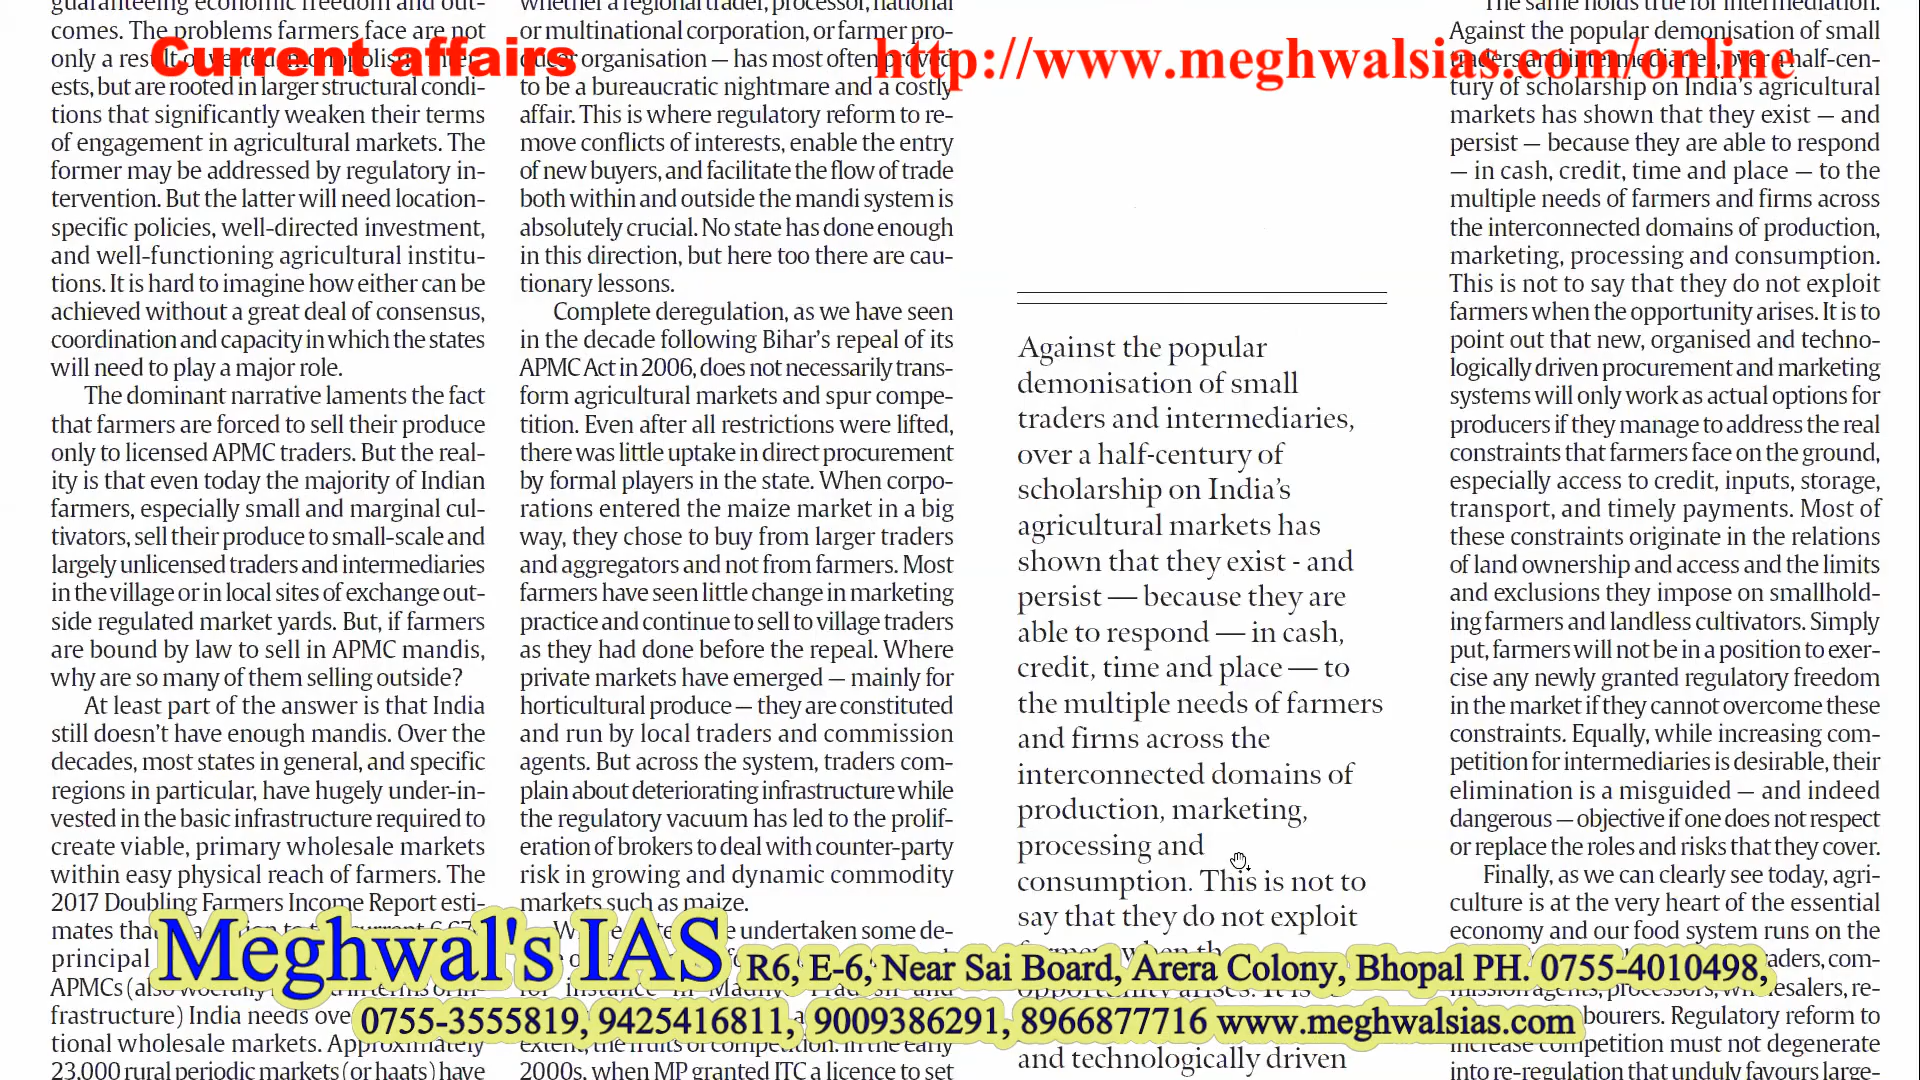 Current affairs
http://www.meghwalsias.com/online
guaranteeing economic freedom and out-
comes. The problems farmers face are not
only a result of vested monopolistic inter-
ests, but are rooted in larger structural condi-
tions that significantly weaken their terms
of engagement in agricultural markets. The
former may be addressed by regulatory in-
tervention. But the latter will need location-
specific policies, well-directed investment,
and well-functioning agricultural institu-
tions. It is hard to imagine how either can be
achieved without a great deal of consensus,
coordination and capacity in which the states
will need to play a major role.
The dominant narrative laments the fact
that farmers are forced to sell their produce
only to licensed APMC traders. But the real-
ity is that even today the majority of Indian
farmers, especially small and marginal cul-
tivators, sell their produce to small-scale and
largely unlicensed traders and intermediaries
in the village or in local sites of exchange out-
side regulated market yards. But, if farmers
are bound by law to sell in APMC mandis,
why are so many of them selling outside?
At least part of the answer is that India
still doesn't have enough mandis. Over the
decades, most states in general, and specific
regions in particular, have hugely under-in-
vested in the basic infrastructure required to
create viable, primary wholesale markets
within easy physical reach of farmers. The
2017 Doubling Farmers Income Report esti-
mates tha
principal
APMCs (also
frastructure) India needs ove
tional wholesale markets. Approximately
23,000 rural periodic markets (or haats) have
whether a regional trader, processor, national
or multinational corporation, or farmer pro-
ducer organisation — has most often proved
to be a bureaucratic nightmare and a costly
affair. This is where regulatory reform to re-
move conflicts of interests, enable the entry
of new buyers, and facilitate the flow of trade
both within and outside the mandi system is
absolutely crucial. No state has done enough
in this direction, but here too there are cau-
tionary lessons.
Complete deregulation, as we have seen
in the decade following Bihar's repeal of its
APMC Act in 2006, does not necessarily trans-
form agricultural markets and spur compe-
tition. Even after all restrictions were lifted,
there was little uptake in direct procurement
by formal players in the state. When corpo-
rations entered the maize market in a big
way, they chose to buy from larger traders
and aggregators and not from farmers. Most
farmers have seen little change in marketing
practice and continue to sell to village traders
as they had done before the repeal. Where
private markets have emerged — mainly for
horticultural produce — they are constituted
and run by local traders and commission
agents. But across the system, traders com-
plain about deteriorating infrastructure while
the regulatory vacuum has led to the prolif-
eration of brokers to deal with counter-party
risk in growing and dynamic commodity
markets such as maize.
undertaken some de-
extent, the fruits of competition. In the early
2000s, when MP granted ITC a licence to set
Against the popular
demonisation of small
traders and intermediaries,
over a half-century of
scholarship on India's
agricultural markets has
shown that they exist - and
persist — because they are
able to respond — in cash,
credit, time and place — to
the multiple needs of farmers
and firms across the
interconnected domains of
production, marketing,
processing and
consumption. This is not to
say that they do not exploit
farmers when the
opportunity arises. It is
and technologically driven
The same holds true for intermediation.
Against the popular demonisation of small
traders and intermediaries, over a half-cen-
tury of scholarship on India's agricultural
markets has shown that they exist — and
persist — because they are able to respond
— in cash, credit, time and place — to the
multiple needs of farmers and firms across
the interconnected domains of production,
marketing, processing and consumption.
This is not to say that they do not exploit
farmers when the opportunity arises. It is to
point out that new, organised and techno-
logically driven procurement and marketing
systems will only work as actual options for
producers if they manage to address the real
constraints that farmers face on the ground,
especially access to credit, inputs, storage,
transport, and timely payments. Most of
these constraints originate in the relations
of land ownership and access and the limits
and exclusions they impose on smallhold-
ing farmers and landless cultivators. Simply
put, farmers will not be in a position to exer-
cise any newly granted regulatory freedom
in the market if they cannot overcome these
constraints. Equally, while increasing com-
petition for intermediaries is desirable, their
elimination is a misguided — and indeed
dangerous — objective if one does not respect
or replace the roles and risks that they cover.
Finally, as we can clearly see today, agri-
culture is at the very heart of the essential
economy and our food system runs on the
aders, com-
mission agents, processors, wholesalers, re-
bourers. Regulatory reform to
increase competition must not degenerate
into re-regulation that unduly favours large-
Meghwal's IAS R6, E-6, Near Sai Board, Arera Colony, Bhopal PH. 0755-4010498,
0755-3555819, 9425416811, 9009386291, 8966877716 www.meghwalsias.com